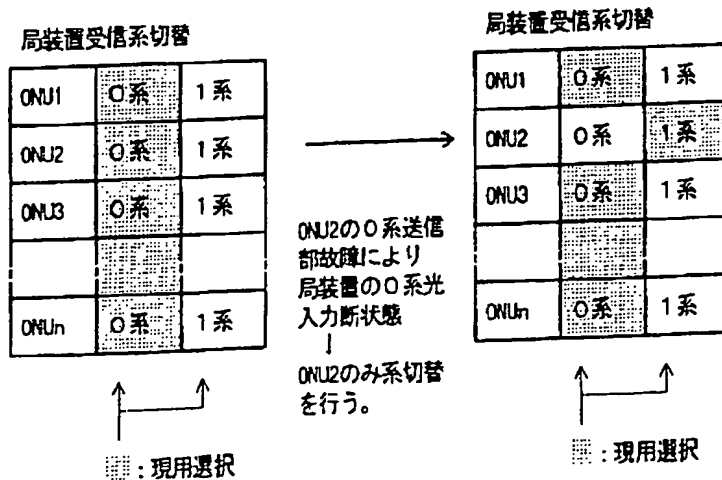 局装置受信系切替
ONU1 0系 1系
ONU2 0系 1系
ONU3 0系 1系
ONUn 0系 1系
:現用選択
ONU2の0系送信
部故障により
局装置の0系光
入力断状態
↓
ONU2のみ系切替
を行う。
局装置受信系切替
ONU1 0系 1系
ONU2 0系 1系
ONU3 0系 1系
ONUn 0系 1系
:現用選択